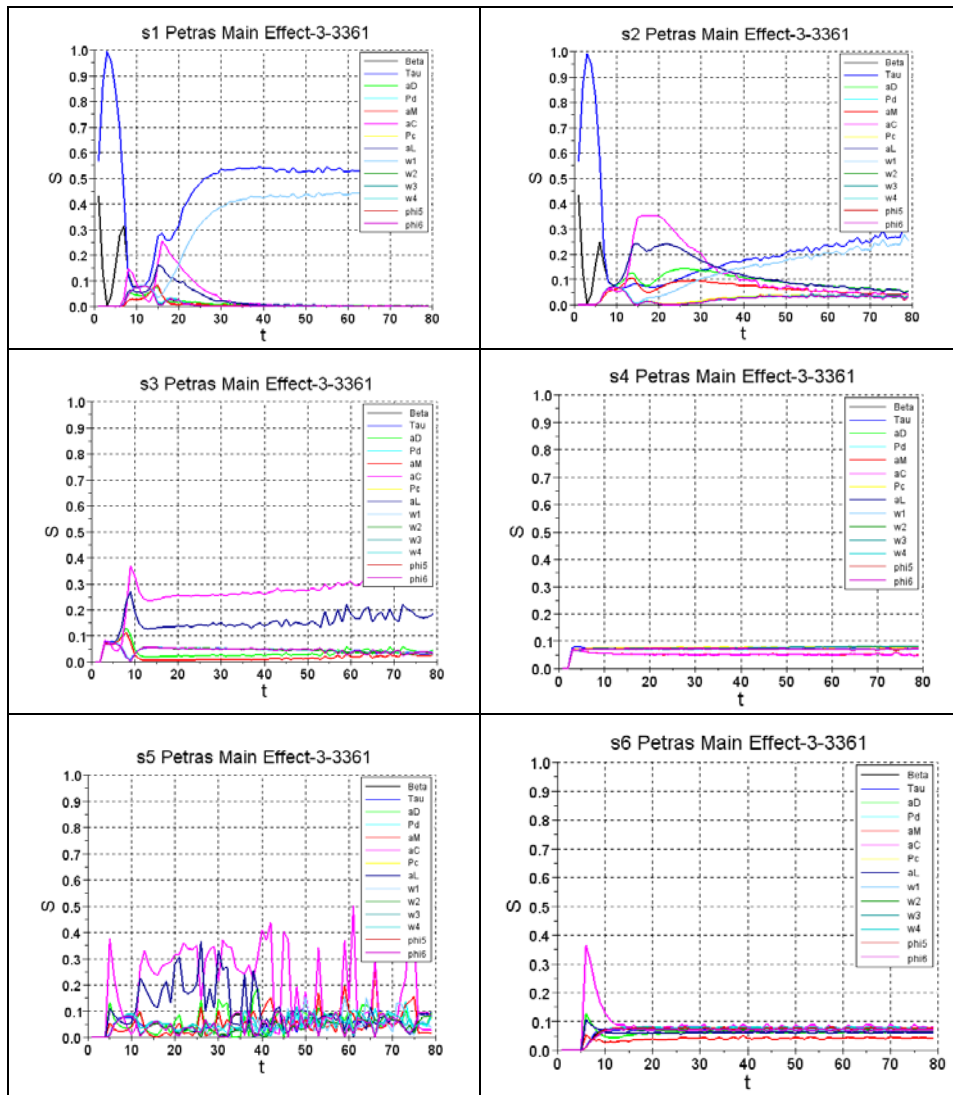 s1 Petras Main Effect-3-3361
1.0
0.9
0.8
0.7
0.6
0.5
0.4
0.3
0.2
0.1
0.0
S
0 10 20 30 40 50 60 70 80
t
Beta
Tau
aD
Pd
aM
aC
Pc
aL
w1
w2
w3
w4
phi5
phi6
s2 Petras Main Effect-3-3361
1.0
0.9
0.8
0.7
0.6
0.5
0.4
0.3
0.2
0.1
0.0
S
0 10 20 30 40 50 60 70 80
t
Beta
Tau
aD
Pd
aM
aC
Pc
aL
w1
w2
w3
w4
phi5
phi6
s3 Petras Main Effect-3-3361
1.0
0.9
0.8
0.7
0.6
0.5
0.4
0.3
0.2
0.1
0.0
S
0 10 20 30 40 50 60 70 80
t
Beta
Tau
aD
Pd
aM
aC
Pc
aL
w1
w2
w3
w4
phi5
phi6
s4 Petras Main Effect-3-3361
1.0
0.9
0.8
0.7
0.6
0.5
0.4
0.3
0.2
0.1
0.0
S
0 10 20 30 40 50 60 70 80
t
Beta
Tau
aD
Pd
aM
aC
Pc
aL
w1
w2
w3
w4
phi5
phi6
s5 Petras Main Effect-3-3361
1.0
0.9
0.8
0.7
0.6
0.5
0.4
0.3
0.2
0.1
0.0
S
0 10 20 30 40 50 60 70 80
t
Beta
Tau
aD
Pd
aM
aC
Pc
aL
w1
w2
w3
w4
phi5
phi6
s6 Petras Main Effect-3-3361
1.0
0.9
0.8
0.7
0.6
0.5
0.4
0.3
0.2
0.1
0.0
S
0 10 20 30 40 50 60 70 80
t
Beta
Tau
aD
Pd
aM
aC
Pc
aL
w1
w2
w3
w4
phi5
phi6